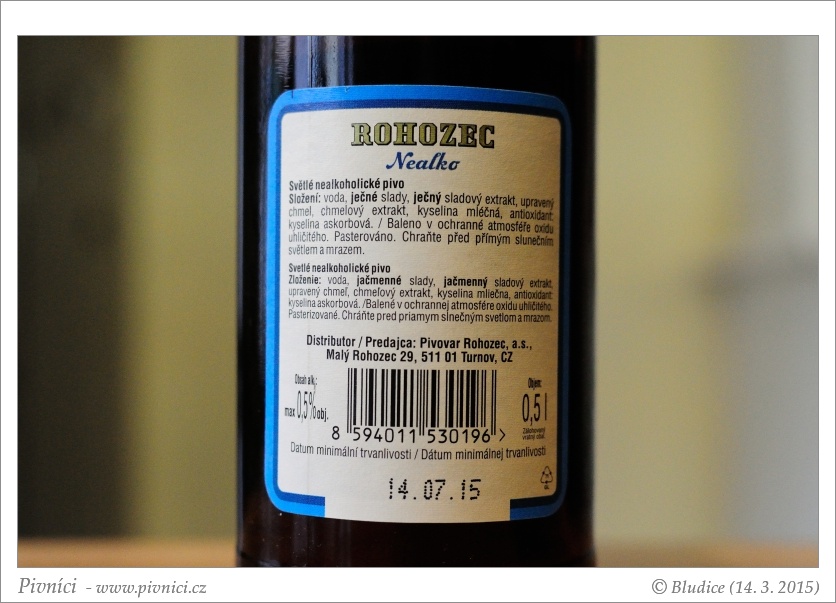 ROHOZEC
Nealko
Světlé nealkoholické pivo
Složení: voda, ječné slady, ječný sladový extrakt, upravený
chmel, chmelový extrakt, kyselina mléčná, antioxidant:
kyselina askorbová. / Baleno v ochranné atmosféře oxidu
uhličitého. Pasterováno. Chraňte před přímým slunečním
světlem a mrazem.
Svetlé nealkoholické pivo
Zloženie: voda, jačmenné slady, jačmenný sladový extrakt,
upravený chmeľ, chmeľový extrakt, kyselina mliečna, antioxidant:
kyselina askorbová. /Balené v ochrannej atmosfére oxidu uhličitého.
Pasterizované. Chráňte pred priamym slnečným svetlom a mrazom.
Distributor / Predajca: Pivovar Rohozec, a.s.,
Malý Rohozec 29, 511 01 Turnov, CZ
Obsah alk.:
max 0,5% obj.
Objem:
0,5 l
Zálohovaný
vratný obal.
8 594011 530196 >
Datum minimální trvanlivosti / Dátum minimálnej trvanlivosti
14.07.15
Pivníci - www.pivnici.cz
© Bludice (14. 3. 2015)